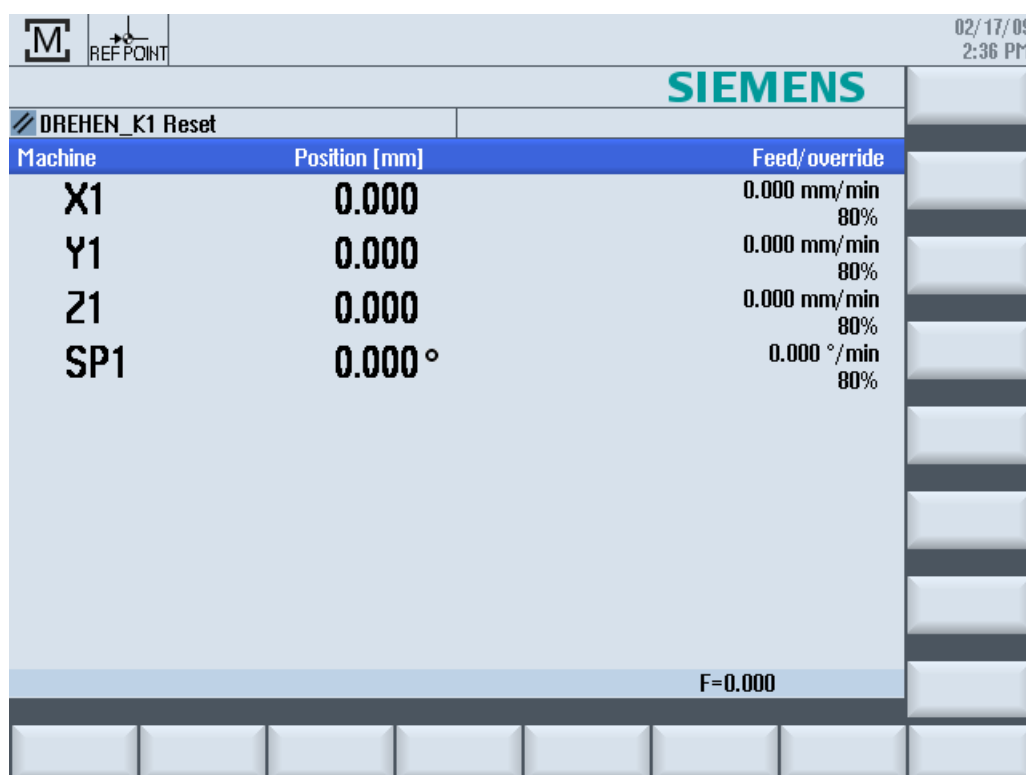 M
REF POINT
02/17/09
2:36 PM
SIEMENS
DREHEN_K1 Reset
Machine Position [mm] Feed/override
X1 0.000 0.000 mm/min
80%
Y1 0.000 0.000 mm/min
80%
Z1 0.000 0.000 mm/min
80%
SP1 0.000 ° 0.000 °/min
80%
F=0.000